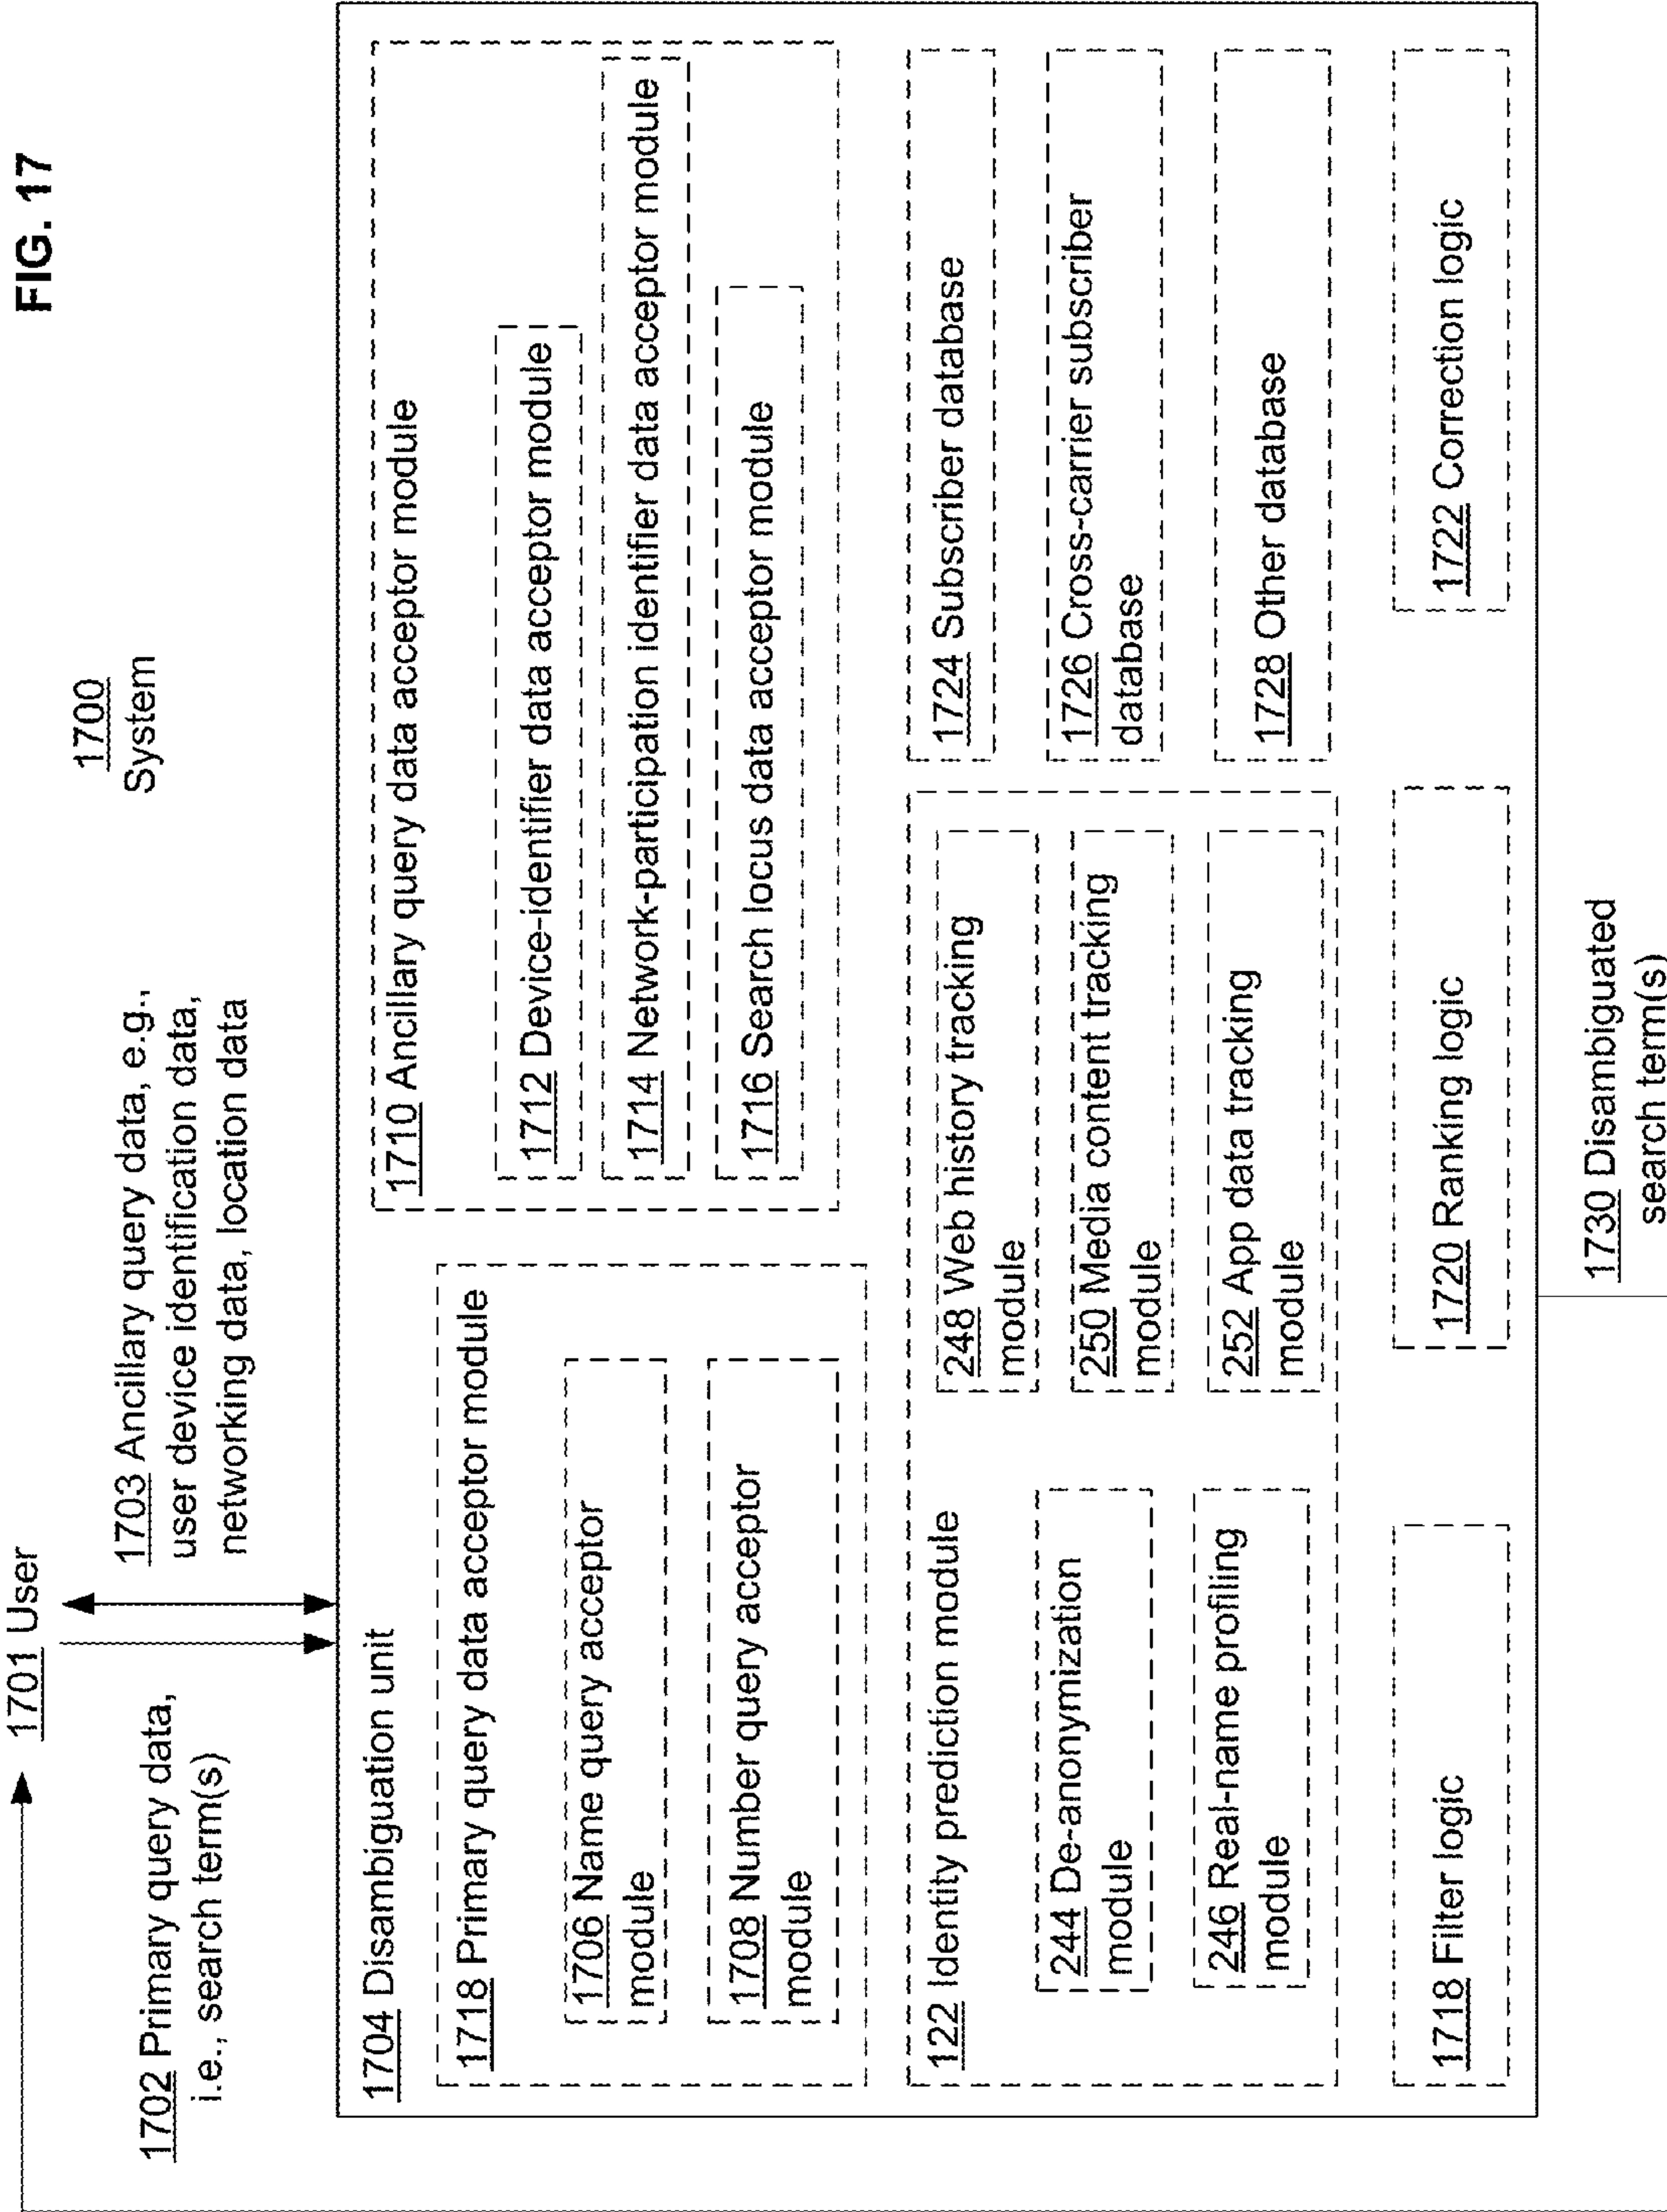 FIG. 17
1700
System
1701 User
1702 Primary query data,
i.e., search term(s)
1703 Ancillary query data, e.g.,
user device identification data,
networking data, location data
1704 Disambiguation unit
1718 Primary query data acceptor module
1706 Name query acceptor
module
1708 Number query acceptor
module
1710 Ancillary query data acceptor module
1712 Device-identifier data acceptor module
1714 Network-participation identifier data acceptor module
1716 Search locus data acceptor module
122 Identity prediction module
244 De-anonymization
module
246 Real-name profiling
module
248 Web history tracking
module
250 Media content tracking
module
252 App data tracking
module
1724 Subscriber database
1726 Cross-carrier subscriber
database
1728 Other database
1718 Filter logic
1720 Ranking logic
1722 Correction logic
1730 Disambiguated
search term(s)